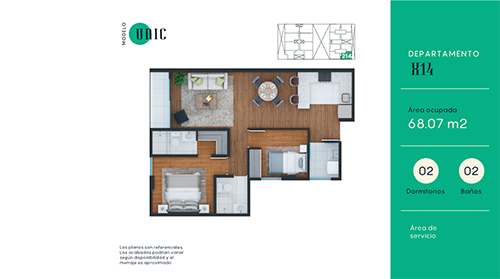 MODELO
UNIC
X14
DEPARTAMENTO
X14
Área ocupada
68.07 m2
02
Dormitorios
02
Baños
Área de
servicio
Los planos son referenciales.
Los acabados podrían variar
según disponibilidad y el
metraje es aproximado